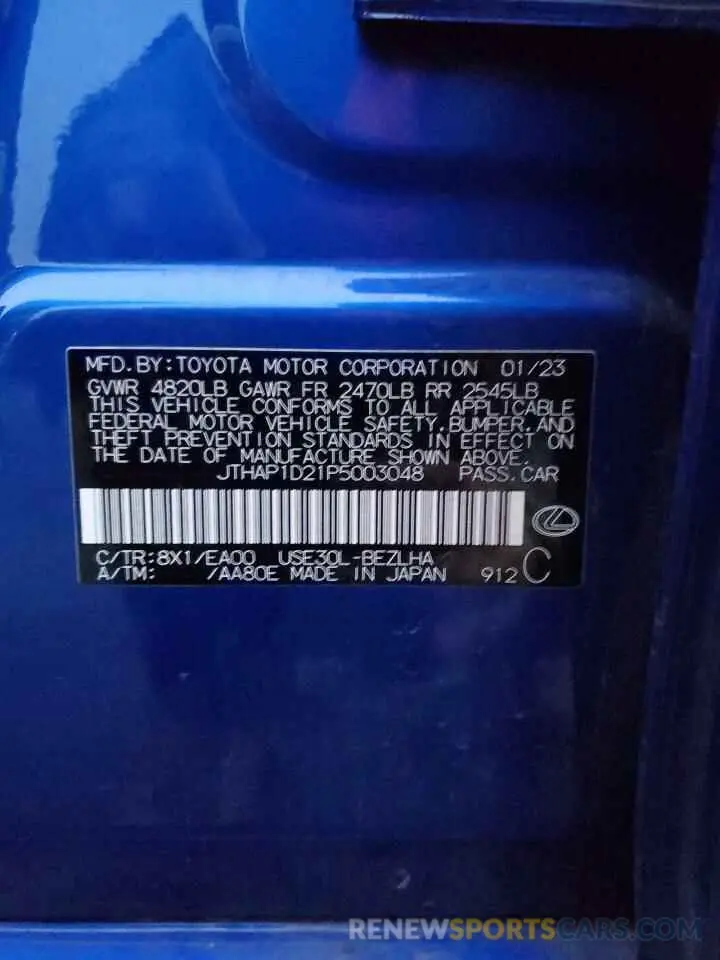 MFD. BY: TOYOTA MOTOR CORPORATION 01/23
GVWR 4820LB GAWR FR 2470LB RR 2545LB
THIS VEHICLE CONFORMS TO ALL APPLICABLE
FEDERAL MOTOR VEHICLE SAFETY, BUMPER, AND
THEFT PREVENTION STANDARDS IN EFFECT ON
THE DATE OF MANUFACTURE SHOWN ABOVE.
JTHAP1D21P5003048 PASS. CAR
C/TR: 8X1/EA00 USE30L-BEZLHA
A/TM: /AA80E MADE IN JAPAN 912 C
RENEWSPORTSCARS.COM